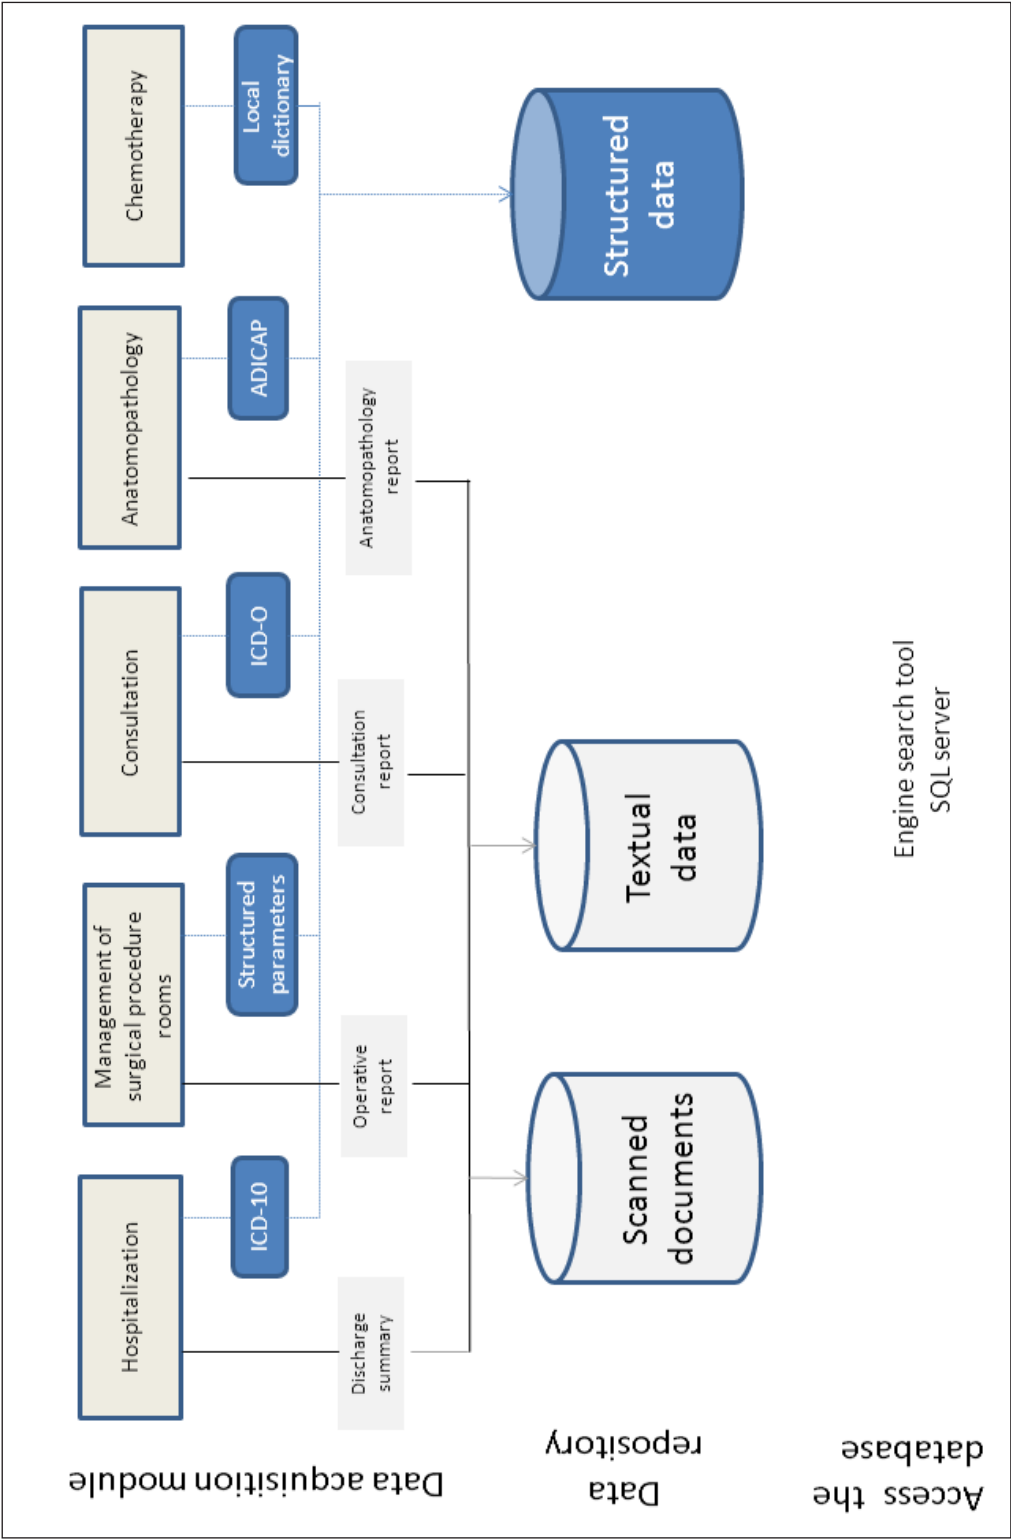 Data acquisition module
Hospitalization
Management of
surgical procedure
rooms
Consultation
Anatomopathology
Chemotherapy
ICD-10
Structured
parameters
ICD-O
ADICAP
Local
dictionary
Discharge
summary
Operative
report
Consultation
report
Anatomopathology
report
Data
repository
Scanned
documents
Textual
data
Structured
data
Access the
database
Engine search tool
SQL server